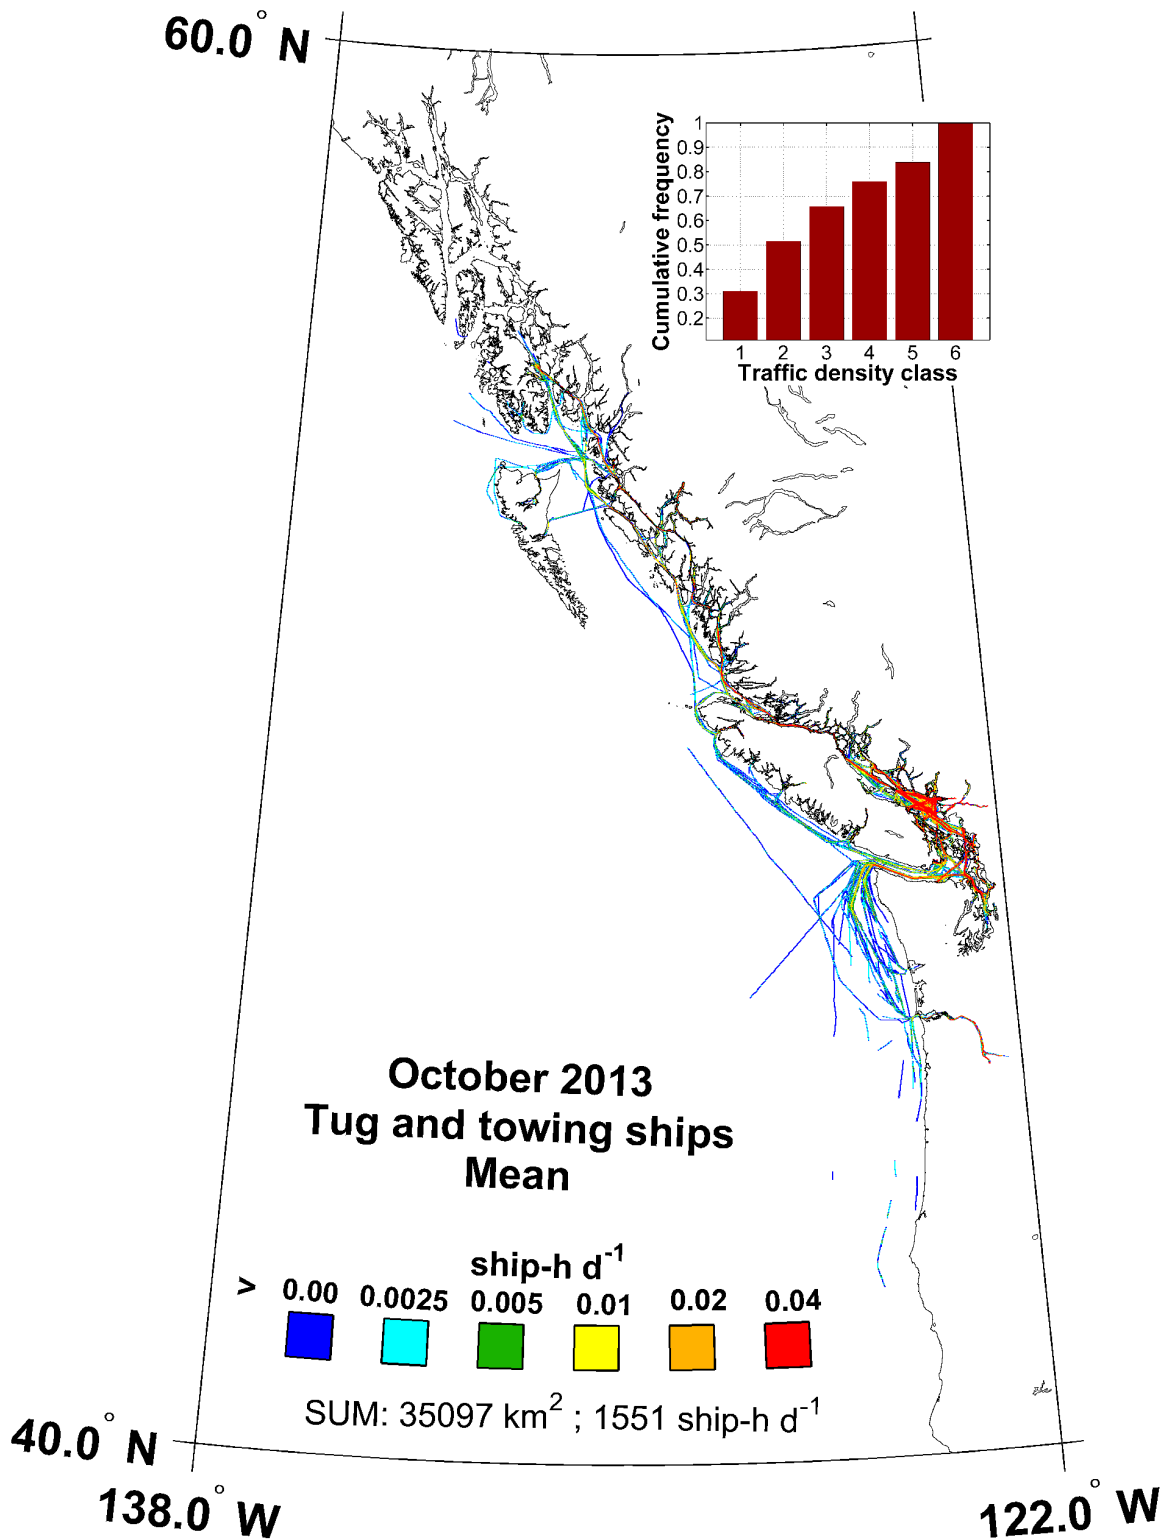 60.0° N
Cumulative frequency
1
0.9
0.8
0.7
0.6
0.5
0.4
0.3
0.2
1 2 3 4 5 6
Traffic density class
October 2013
Tug and towing ships
Mean
ship-h d⁻¹
> 0.00 0.0025 0.005 0.01 0.02 0.04
SUM: 35097 km² ; 1551 ship-h d⁻¹
40.0° N
138.0° W
122.0° W